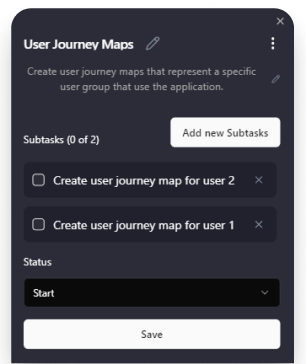 User Journey Maps
Create user journey maps that represent a specific
user group that use the application.
Subtasks (0 of 2)
Add new Subtasks
Create user journey map for user 2
Create user journey map for user 1
Status
Start
Save